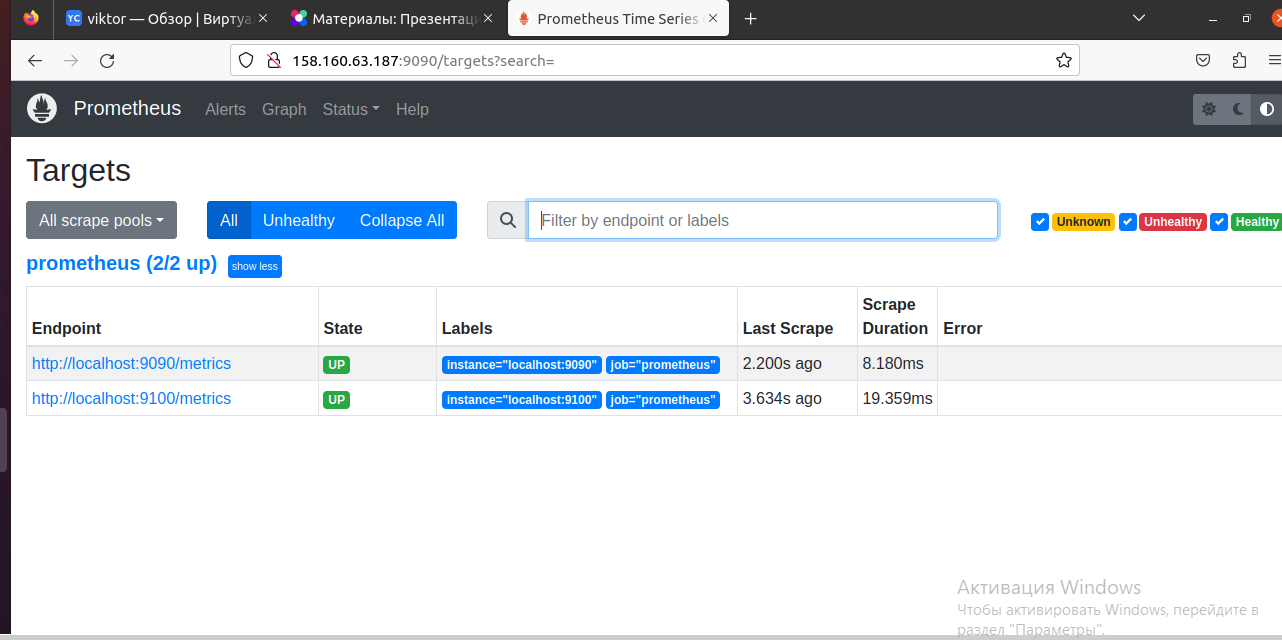 viktor — Обзор | Виртуа
Материалы: Презентаци
Prometheus Time Series
158.160.63.187:9090/targets?search=
Prometheus Alerts Graph Status Help
Targets
All scrape pools All Unhealthy Collapse All Filter by endpoint or labels Unknown Unhealthy Healthy
prometheus (2/2 up) show less
Endpoint State Labels Last Scrape Scrape Duration Error
http://localhost:9090/metrics UP instance="localhost:9090" job="prometheus" 2.200s ago 8.180ms
http://localhost:9100/metrics UP instance="localhost:9100" job="prometheus" 3.634s ago 19.359ms
Активация Windows
Чтобы активировать Windows, перейдите в
раздел "Параметры".